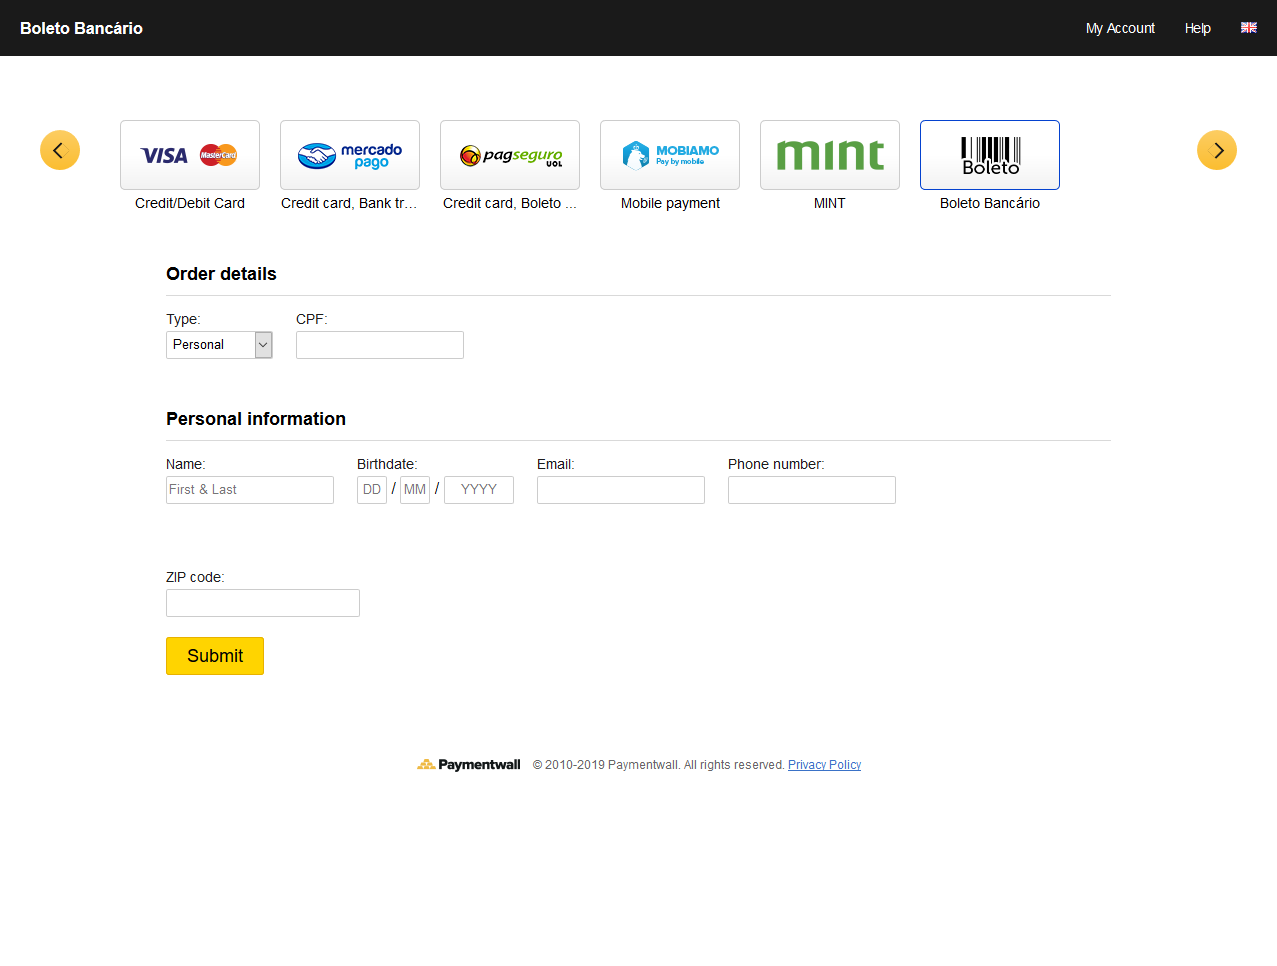 Boleto Bancário
My Account Help
VISA MasterCard
mercado pago
pagseguro UOL
MOBIAMO Pay by mobile
mint
Boleto
Credit/Debit Card
Credit card, Bank tr...
Credit card, Boleto ...
Mobile payment
MINT
Boleto Bancário
Order details
Type: CPF:
Personal
Personal information
Name: Birthdate: Email: Phone number:
First & Last DD / MM / YYYY
ZIP code:
Submit
Paymentwall © 2010-2019 Paymentwall. All rights reserved. Privacy Policy